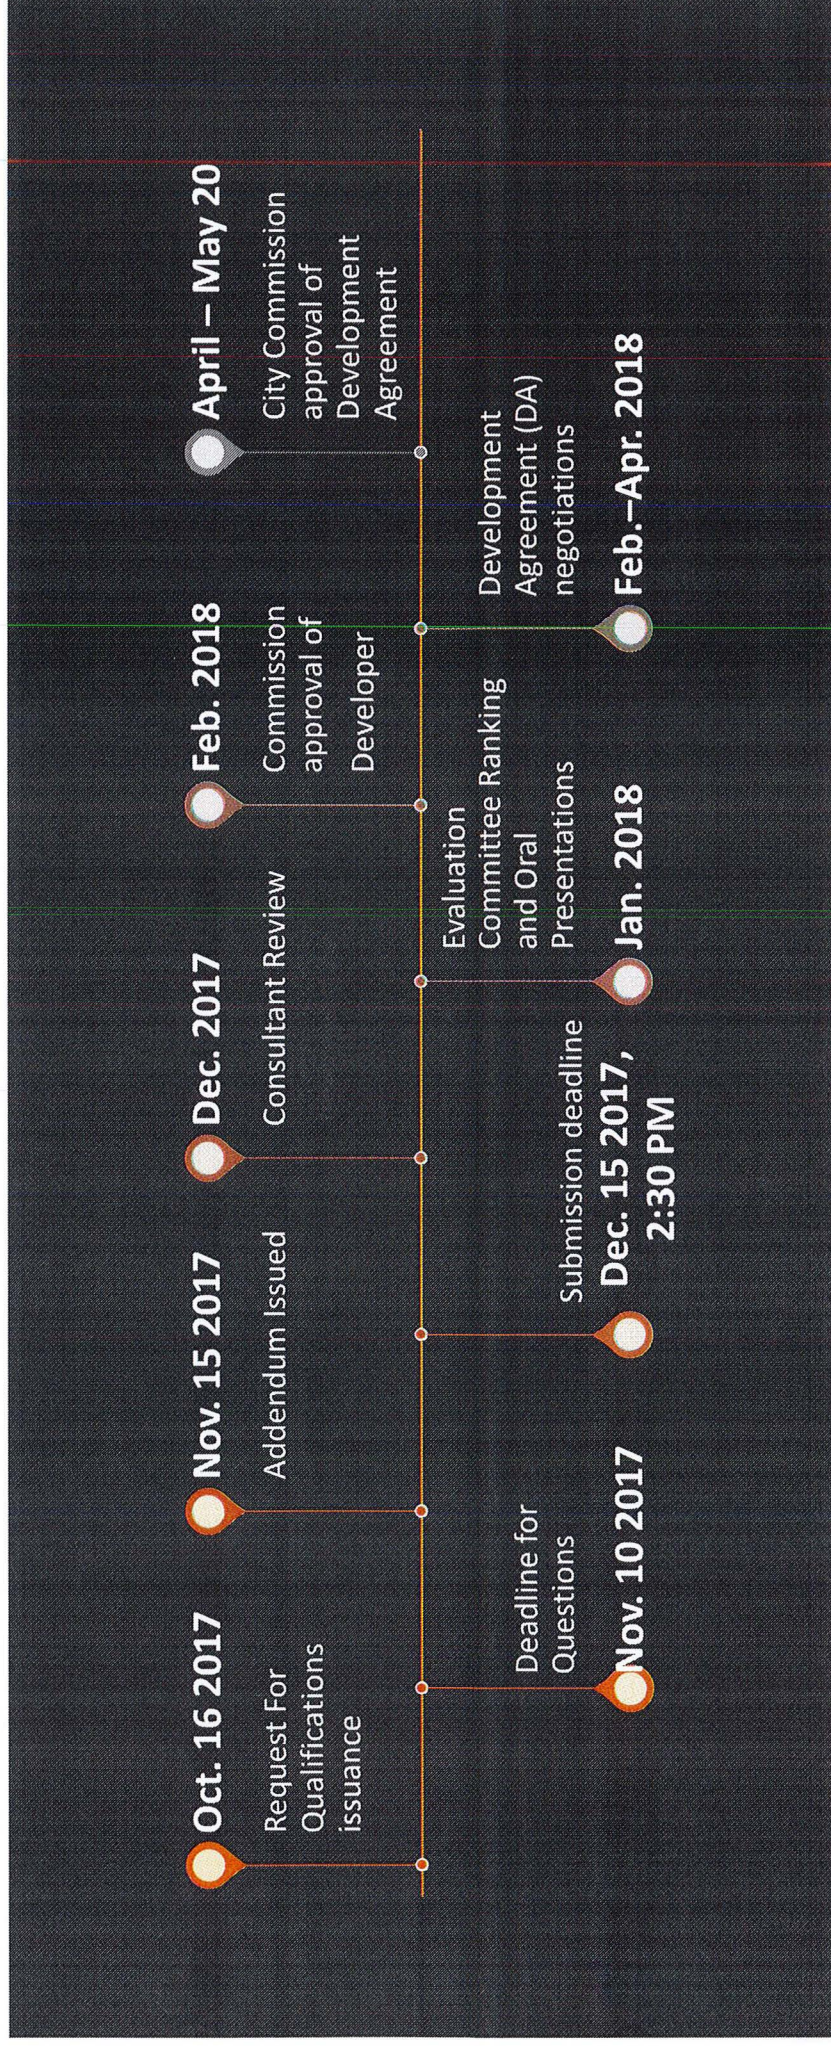 Oct. 16 2017
Request For
Qualifications
issuance
Deadline for
Questions
Nov. 10 2017
Nov. 15 2017
Addendum Issued
Submission deadline
Dec. 15 2017,
2:30 PM
Dec. 2017
Consultant Review
Evaluation
Committee Ranking
and Oral
Presentations
Jan. 2018
Feb. 2018
Commission
approval of
Developer
Development
Agreement (DA)
negotiations
Feb.–Apr. 2018
April – May 20
City Commission
approval of
Development
Agreement